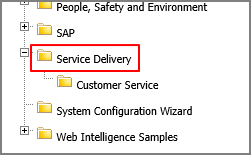 People, Safety and Environment
SAP
Service Delivery
Customer Service
System Configuration Wizard
Web Intelligence Samples